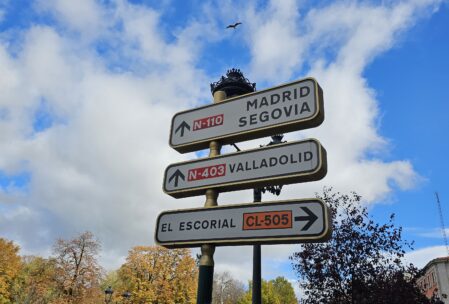 MADRID
N-110 SEGOVIA
N-403 VALLADOLID
EL ESCORIAL CL-505